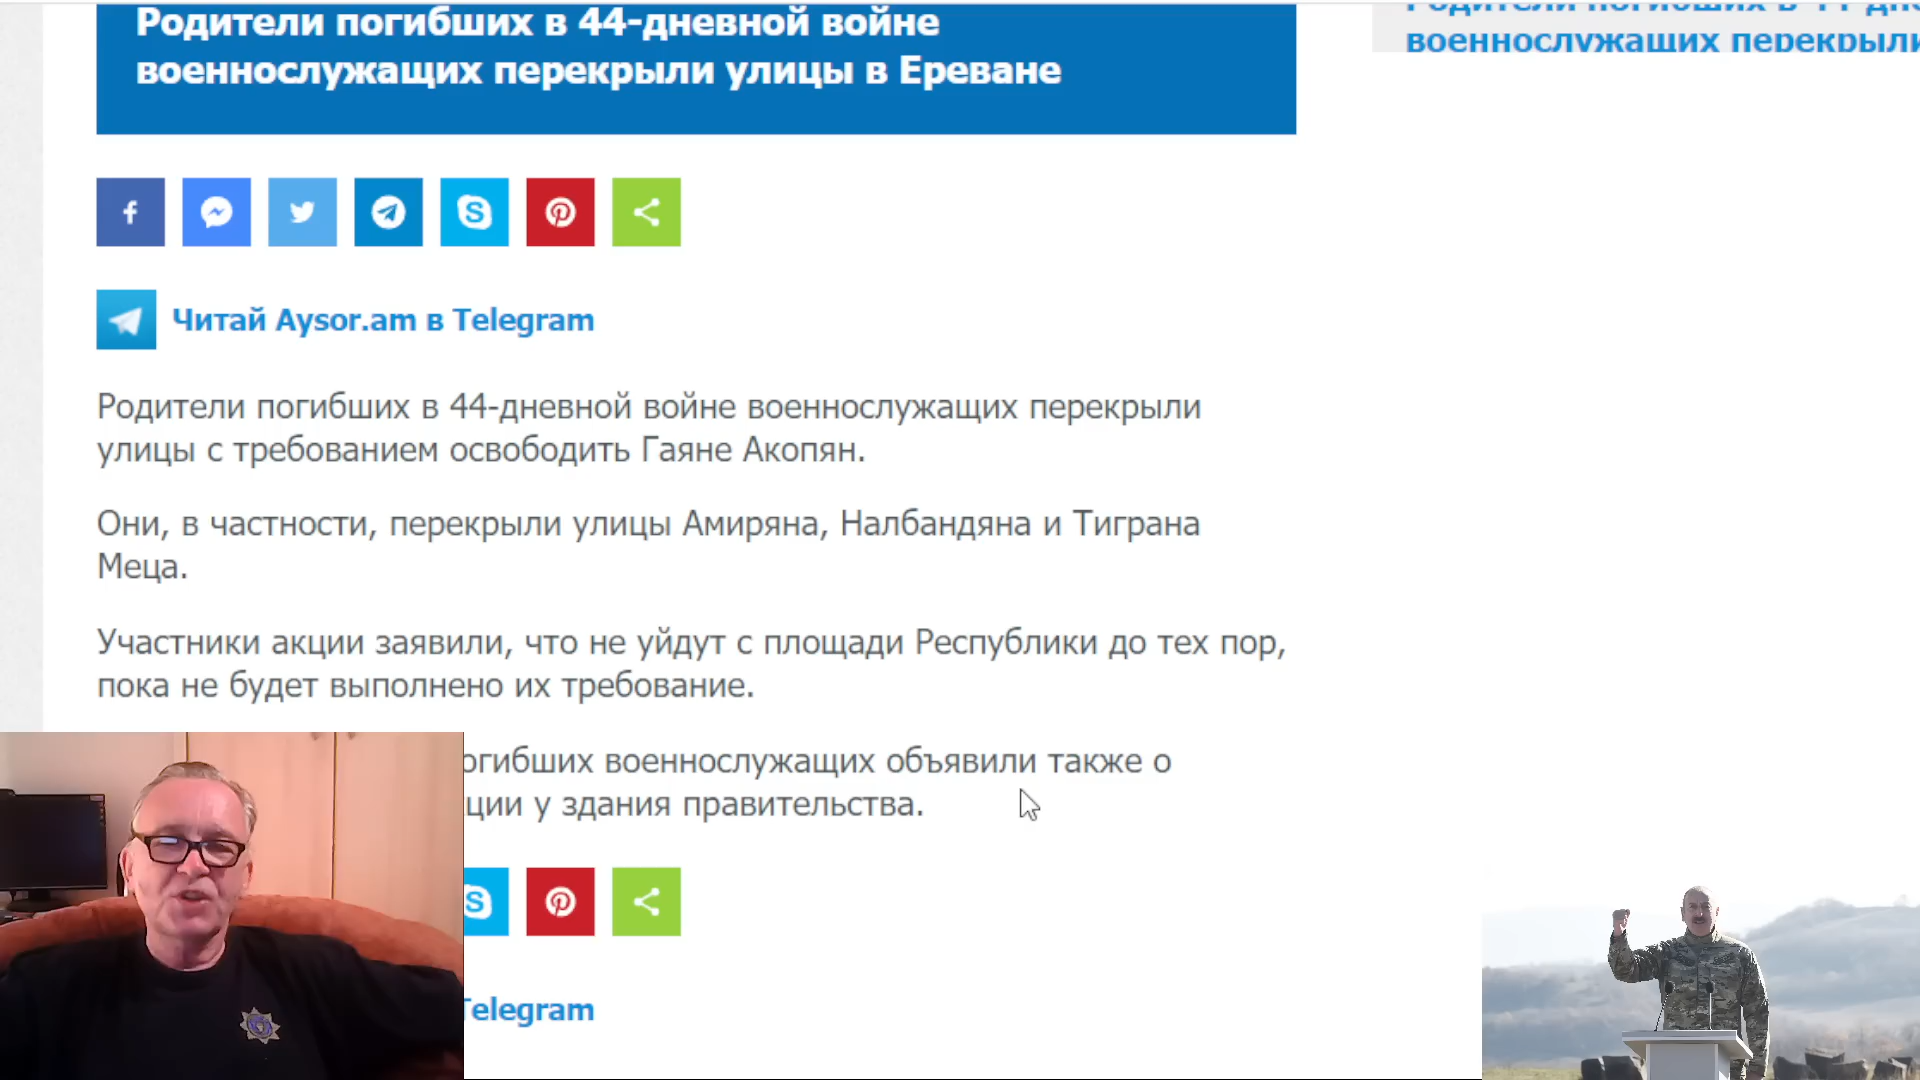 Родители погибших в 44-дневной войне
военнослужащих перекрыли улицы в Ереване
военнослужащих перекрыли
Читай Aysor.am в Telegram
Родители погибших в 44-дневной войне военнослужащих перекрыли
улицы с требованием освободить Гаяне Акопян.
Они, в частности, перекрыли улицы Амиряна, Налбандяна и Тиграна
Меца.
Участники акции заявили, что не уйдут с площади Республики до тех пор,
пока не будет выполнено их требование.
огибших военнослужащих объявили также о
ции у здания правительства.
Telegram